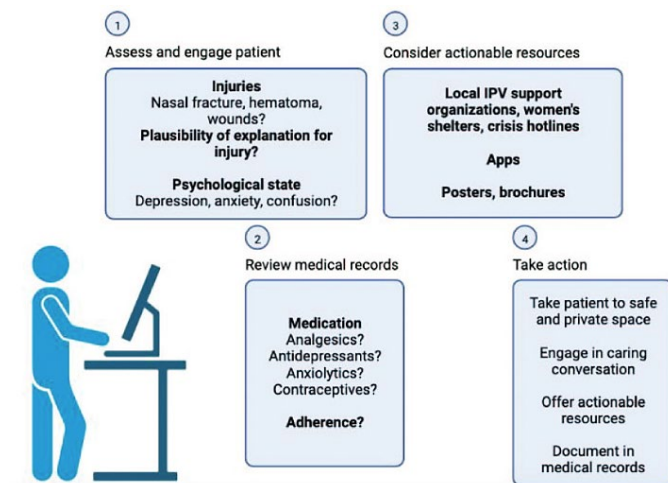 1
Assess and engage patient
Injuries
Nasal fracture, hematoma,
wounds?
Plausibility of explanation for
injury?
Psychological state
Depression, anxiety, confusion?
2
Review medical records
Medication
Analgesics?
Antidepressants?
Anxiolytics?
Contraceptives?
Adherence?
3
Consider actionable resources
Local IPV support
organizations, women's
shelters, crisis hotlines
Apps
Posters, brochures
4
Take action
Take patient to safe
and private space
Engage in caring
conversation
Offer actionable
resources
Document in
medical records